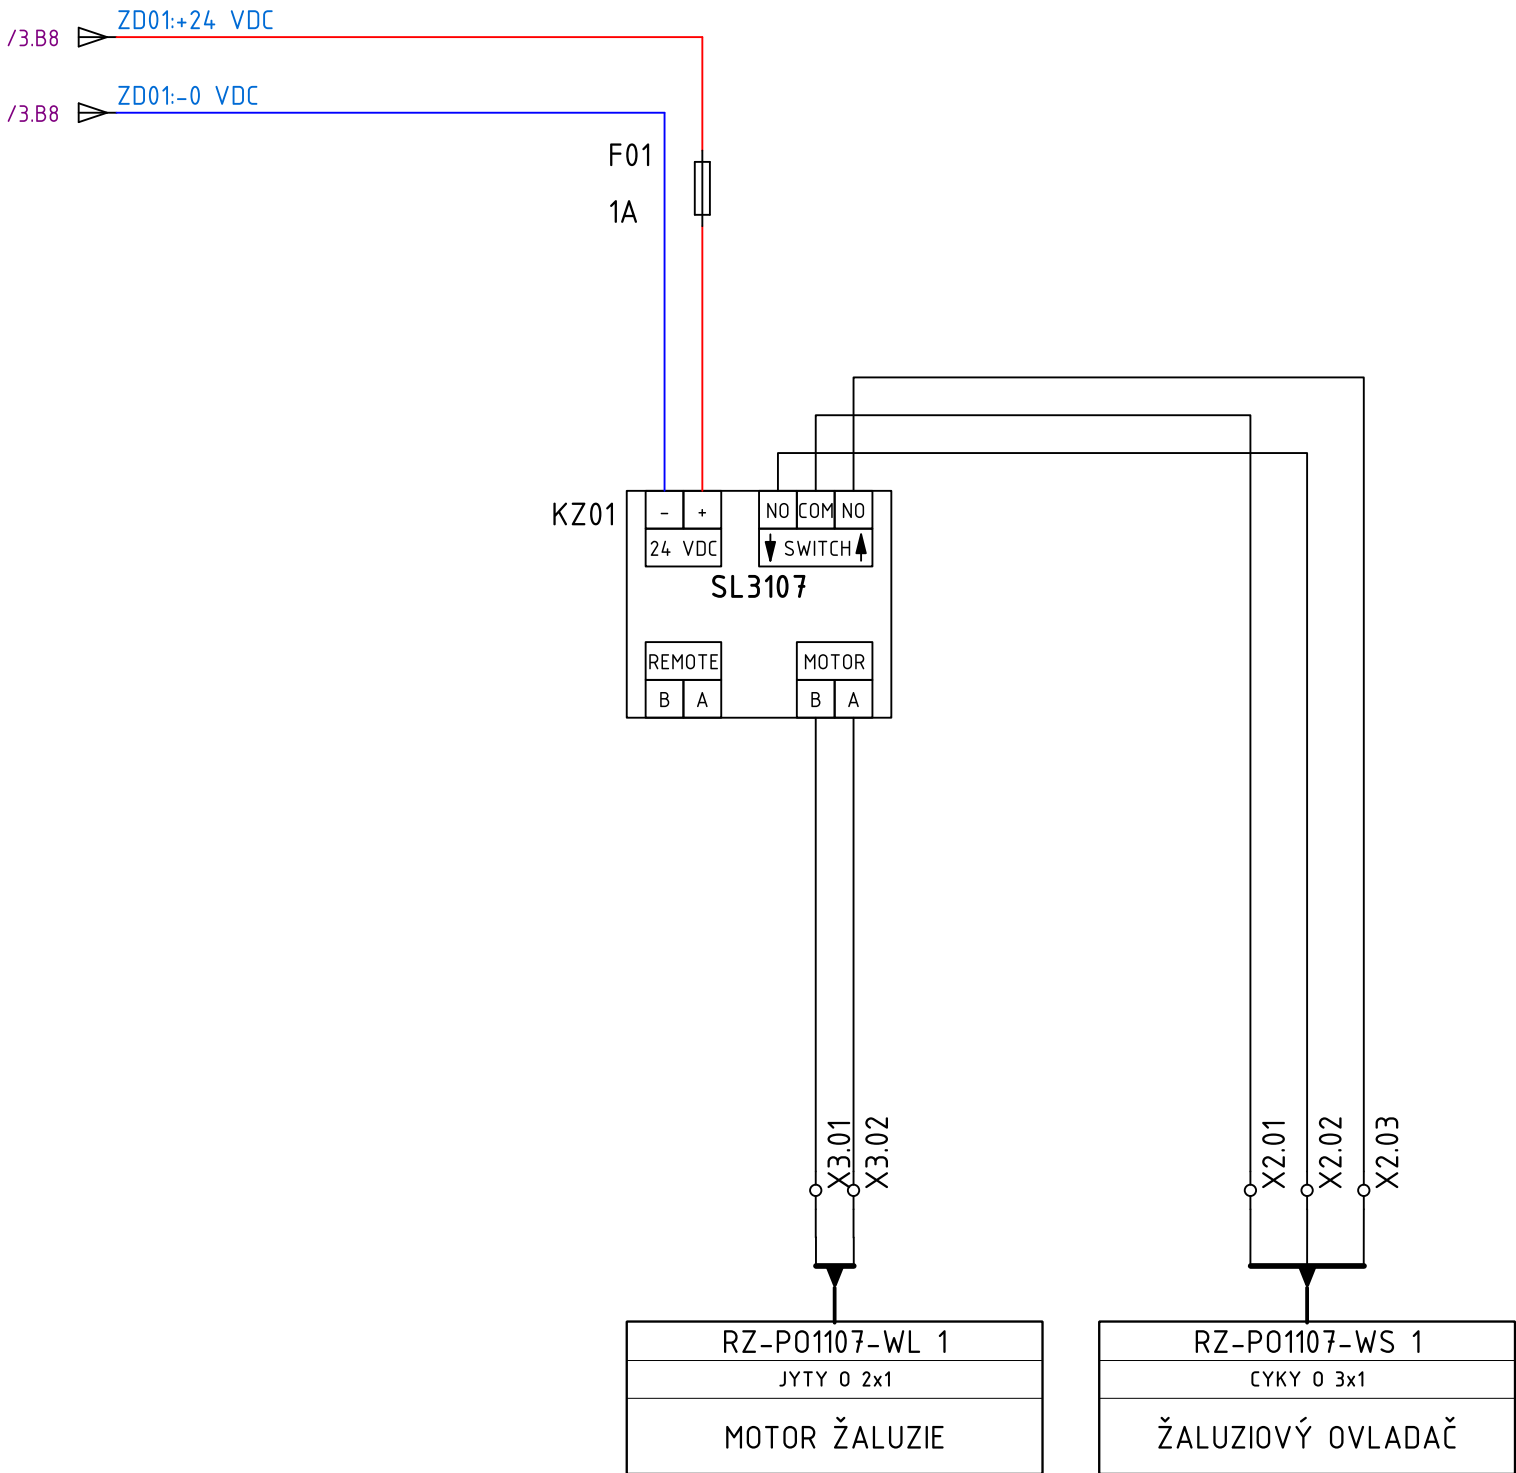 ZD01:+24 VDC
/3.B8
ZD01:-0 VDC
/3.B8
F01
1A
KZ01
- + NO COM NO
24 VDC SWITCH
SL3107
REMOTE MOTOR
B A B A
X3.01
X3.02
X2.01
X2.02
X2.03
RZ-PO1107-WL 1
JYTY O 2x1
MOTOR ŽALUZIE
RZ-PO1107-WS 1
CYKY O 3x1
ŽALUZIOVÝ OVLADAČ